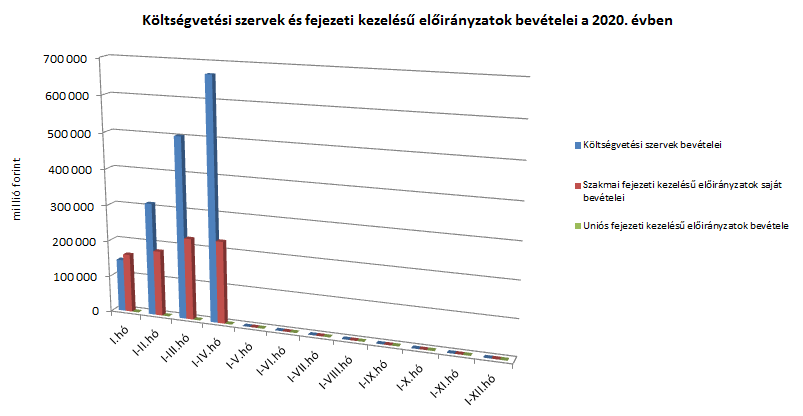 Költségvetési szervek és fejezeti kezelésű előirányzatok bevételei a 2020. évben
700 000
600 000
500 000
400 000
300 000
200 000
100 000
0
millió forint
I.hó
I-II.hó
I-III.hó
I-IV.hó
I-V.hó
I-VI.hó
I-VII.hó
I-VIII.hó
I-IX.hó
I-X.hó
I-XI.hó
I-XII.hó
Költségvetési szervek bevételei
Szakmai fejezeti kezelésű előirányzatok saját
bevételei
Uniós fejezeti kezelésű előirányzatok bevétele